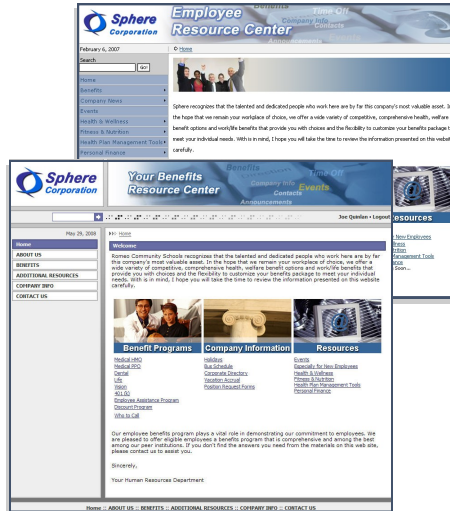 Sphere
Corporation
Employee
Resource Center
Benefits
Time Off
Company Info
Contacts
Announcements
February 6, 2007
Home
Search
GO!
Home
Benefits
Company News
Events
Health & Wellness
Fitness & Nutrition
Health Plan Management Tools
Personal Finance
Sphere recognizes that the talented and dedicated people who work here are by far this company's most valuable asset. I
the hope that we remain your workplace of choice, we offer a wide variety of competitive, comprehensive health, welfare
benefit options and work/life benefits that provide you with choices and the flexibility to customize your benefits package t
meet your individual needs. With is in mind, I hope you will take the time to review the information presented on this websit
carefully.
esources
New Employees
lness
trition
Management Tools
ance
Soon...
Sphere
Corporation
Your Benefits
Resource Center
Benefits
Time Off
Company Info
Events
Contacts
Announcements
Joe Quinlan • Logout
May 29, 2008
Home
ABOUT US
BENEFITS
ADDITIONAL RESOURCES
COMPANY INFO
CONTACT US
Home
Welcome
Romeo Community Schools recognizes that the talented and dedicated people who work here are by far
this company's most valuable asset. In the hope that we remain your workplace of choice, we offer a
wide variety of competitive, comprehensive health, welfare benefit options and work/life benefits that
provide you with choices and the flexibility to customize your benefits package to meet your individual
needs. With is in mind, I hope you will take the time to review the information presented on this website
carefully.
Benefit Programs
Company Information
Resources
Medical HMO
Medical PPO
Dental
Life
Vision
401 (k)
Employee Assistance Program
Discount Program
Who to Call
Holidays
Bus Schedule
Corporate Directory
Vacation Accrual
Position Request Forms
Events
Especially for New Employees
Health & Wellness
Fitness & Nutrition
Health Plan Management Tools
Personal Finance
Our employee benefits program plays a vital role in demonstrating our commitment to employees. We
are pleased to offer eligible employees a benefits program that is comprehensive and among the best
among our peer institutions. If you don't find the answers you need from the materials on this web site,
please contact us to assist you.
Sincerely,
Your Human Resources Department
Home :: ABOUT US :: BENEFITS :: ADDITIONAL RESOURCES :: COMPANY INFO :: CONTACT US